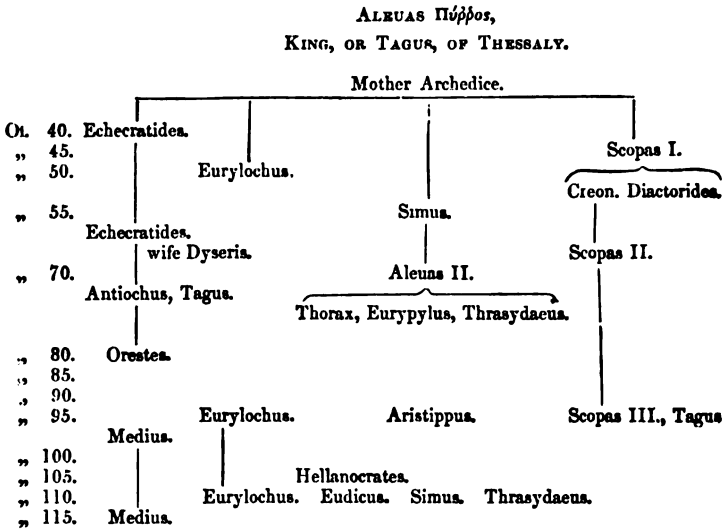 ALEUAS Πύῤῥος,
KING, OR TAGUS, OF THESSALY.
Mother Archedice.
Ol. 40. Echecratides.
„ 45. Scopas I.
„ 50. Eurylochus.
Creon. Diactorides.
„ 55. Simus.
Echecratides.
wife Dyseris. Scopas II.
„ 70. Aleuas II.
Antiochus, Tagus.
Thorax, Eurypylus, Thrasydaeus.
„ 80. Orestes.
„ 85.
„ 90.
„ 95. Eurylochus. Aristippus. Scopas III., Tagus
Medius.
„ 100.
„ 105. Hellanocrates.
„ 110. Eurylochus. Eudicus. Simus. Thrasydaeus.
„ 115. Medius.